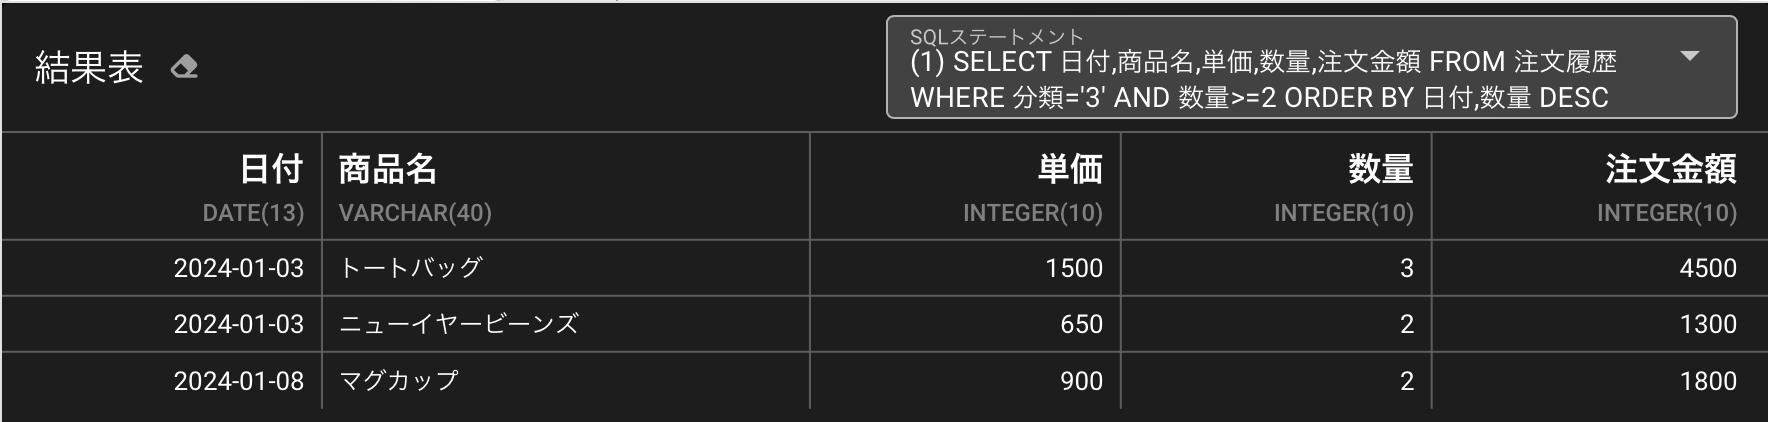 結果表
SQLステートメント
(1) SELECT 日付,商品名,単価,数量,注文金額 FROM 注文履歴
WHERE 分類='3' AND 数量>=2 ORDER BY 日付,数量 DESC
日付 商品名 単価 数量 注文金額
DATE(13) VARCHAR(40) INTEGER(10) INTEGER(10) INTEGER(10)
2024-01-03 トートバッグ 1500 3 4500
2024-01-03 ニューイヤービーンズ 650 2 1300
2024-01-08 マグカップ 900 2 1800